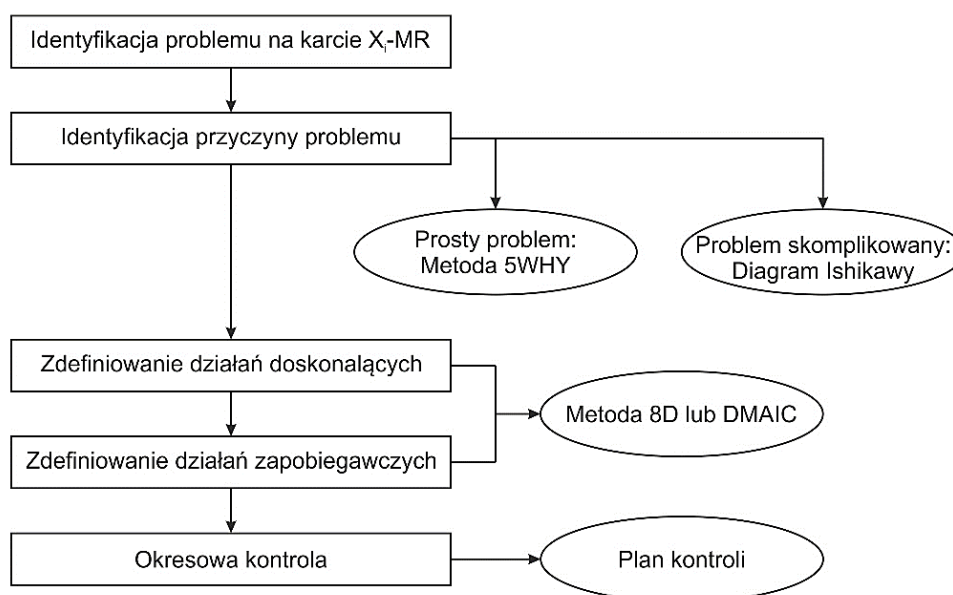 Identyfikacja problemu na karcie Xᵢ-MR
Identyfikacja przyczyny problemu
Prosty problem:
Metoda 5WHY
Problem skomplikowany:
Diagram Ishikawy
Zdefiniowanie działań doskonalących
Metoda 8D lub DMAIC
Zdefiniowanie działań zapobiegawczych
Okresowa kontrola
Plan kontroli